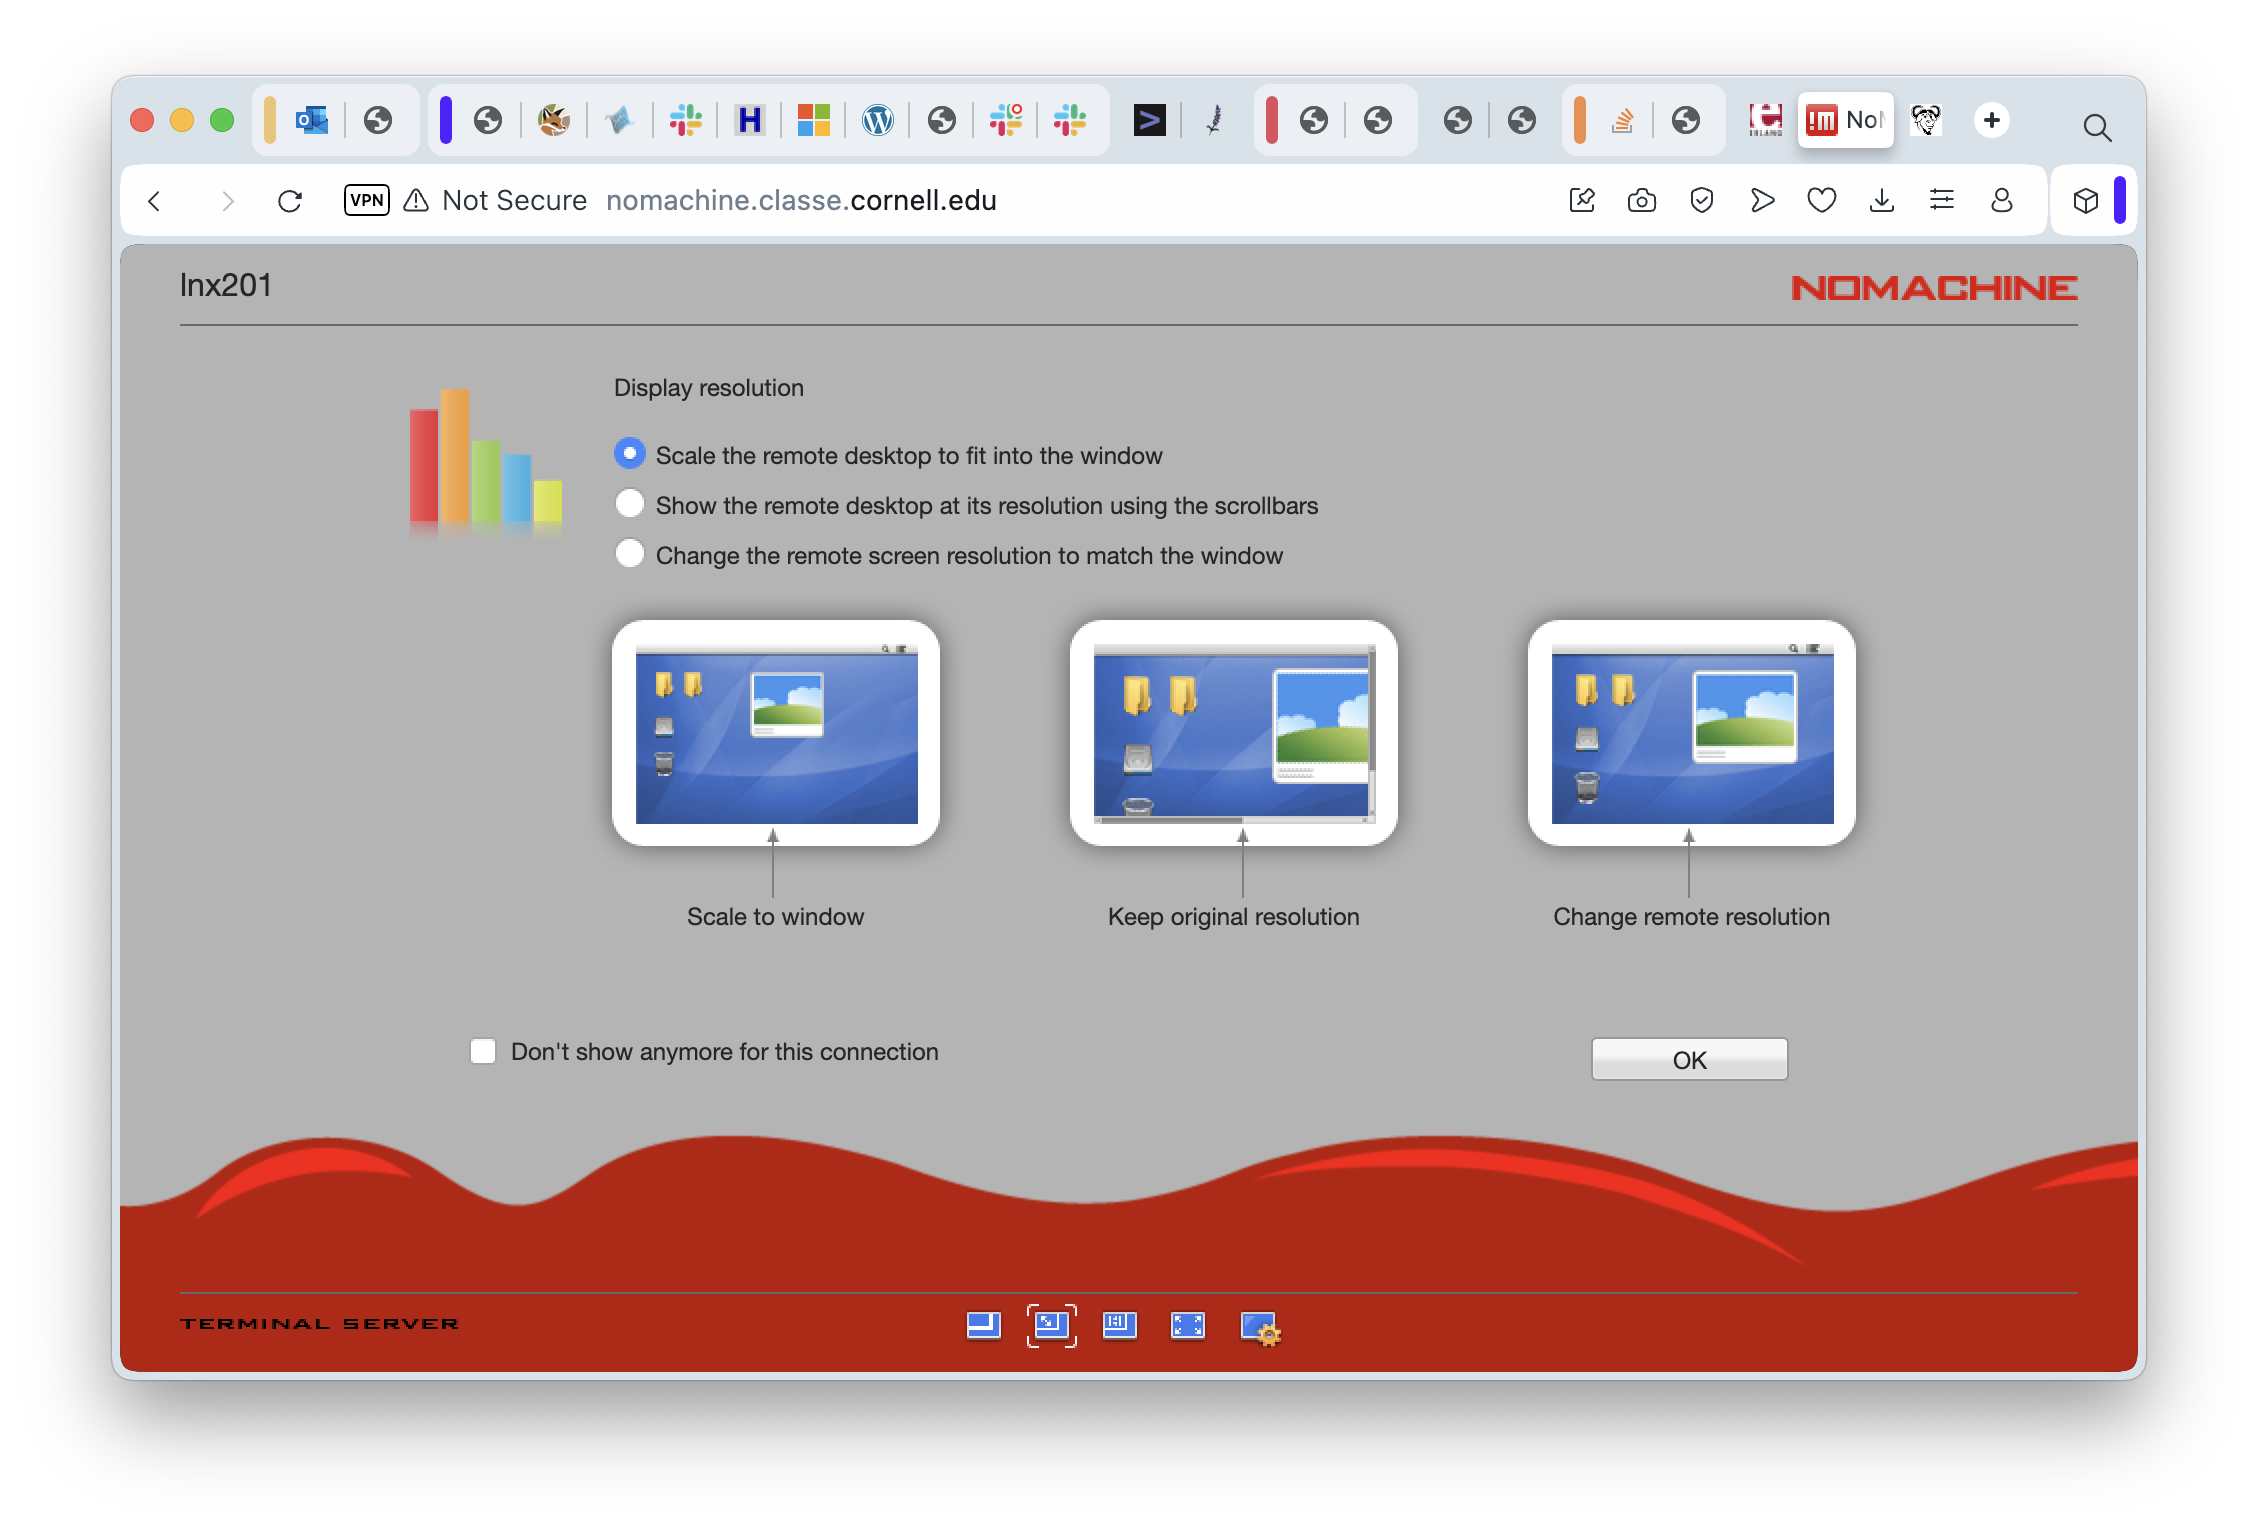 NoM
VPN Not Secure nomachine.classe.cornell.edu
lnx201
NOMACHINE
Display resolution
Scale the remote desktop to fit into the window
Show the remote desktop at its resolution using the scrollbars
Change the remote screen resolution to match the window
Scale to window
Keep original resolution
Change remote resolution
Don't show anymore for this connection
OK
TERMINAL SERVER